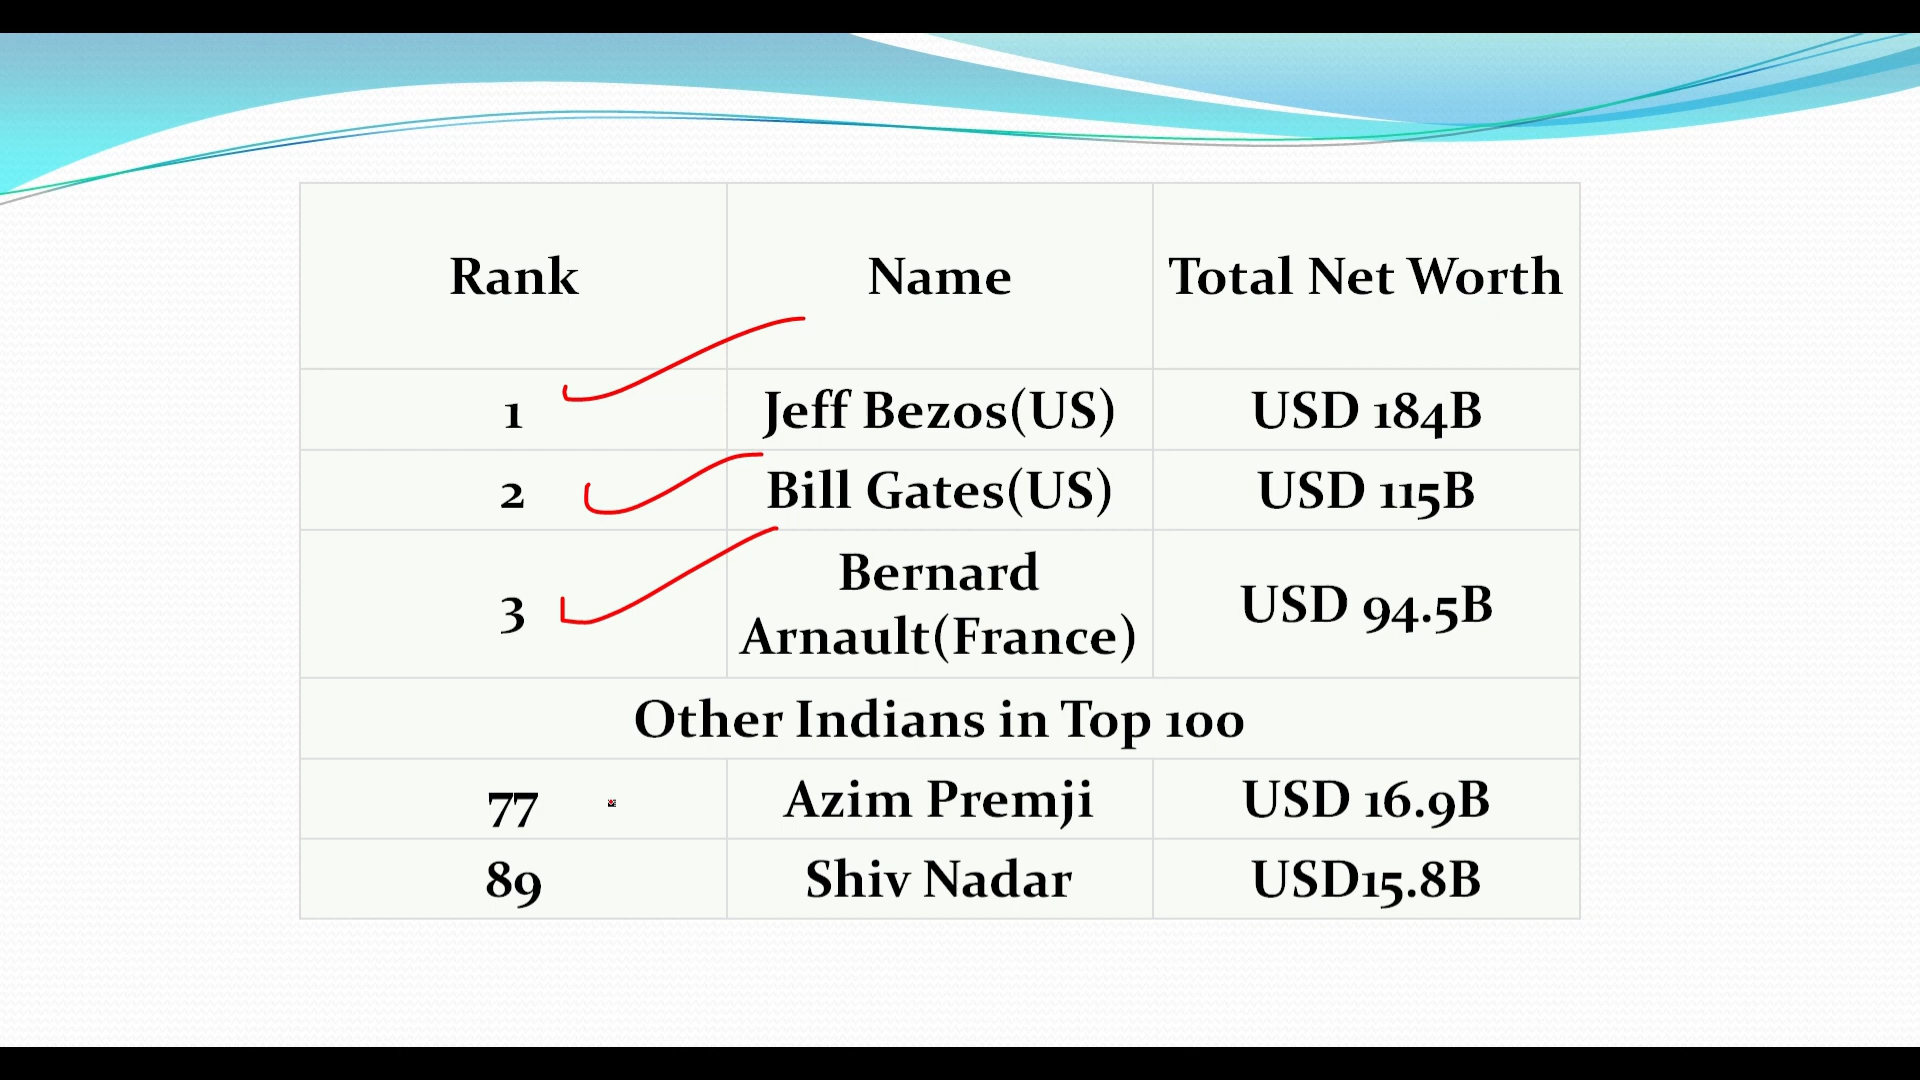 Rank Name Total Net Worth
1 Jeff Bezos(US) USD 184B
2 Bill Gates(US) USD 115B
3 Bernard Arnault(France) USD 94.5B
Other Indians in Top 100
77 Azim Premji USD 16.9B
89 Shiv Nadar USD15.8B